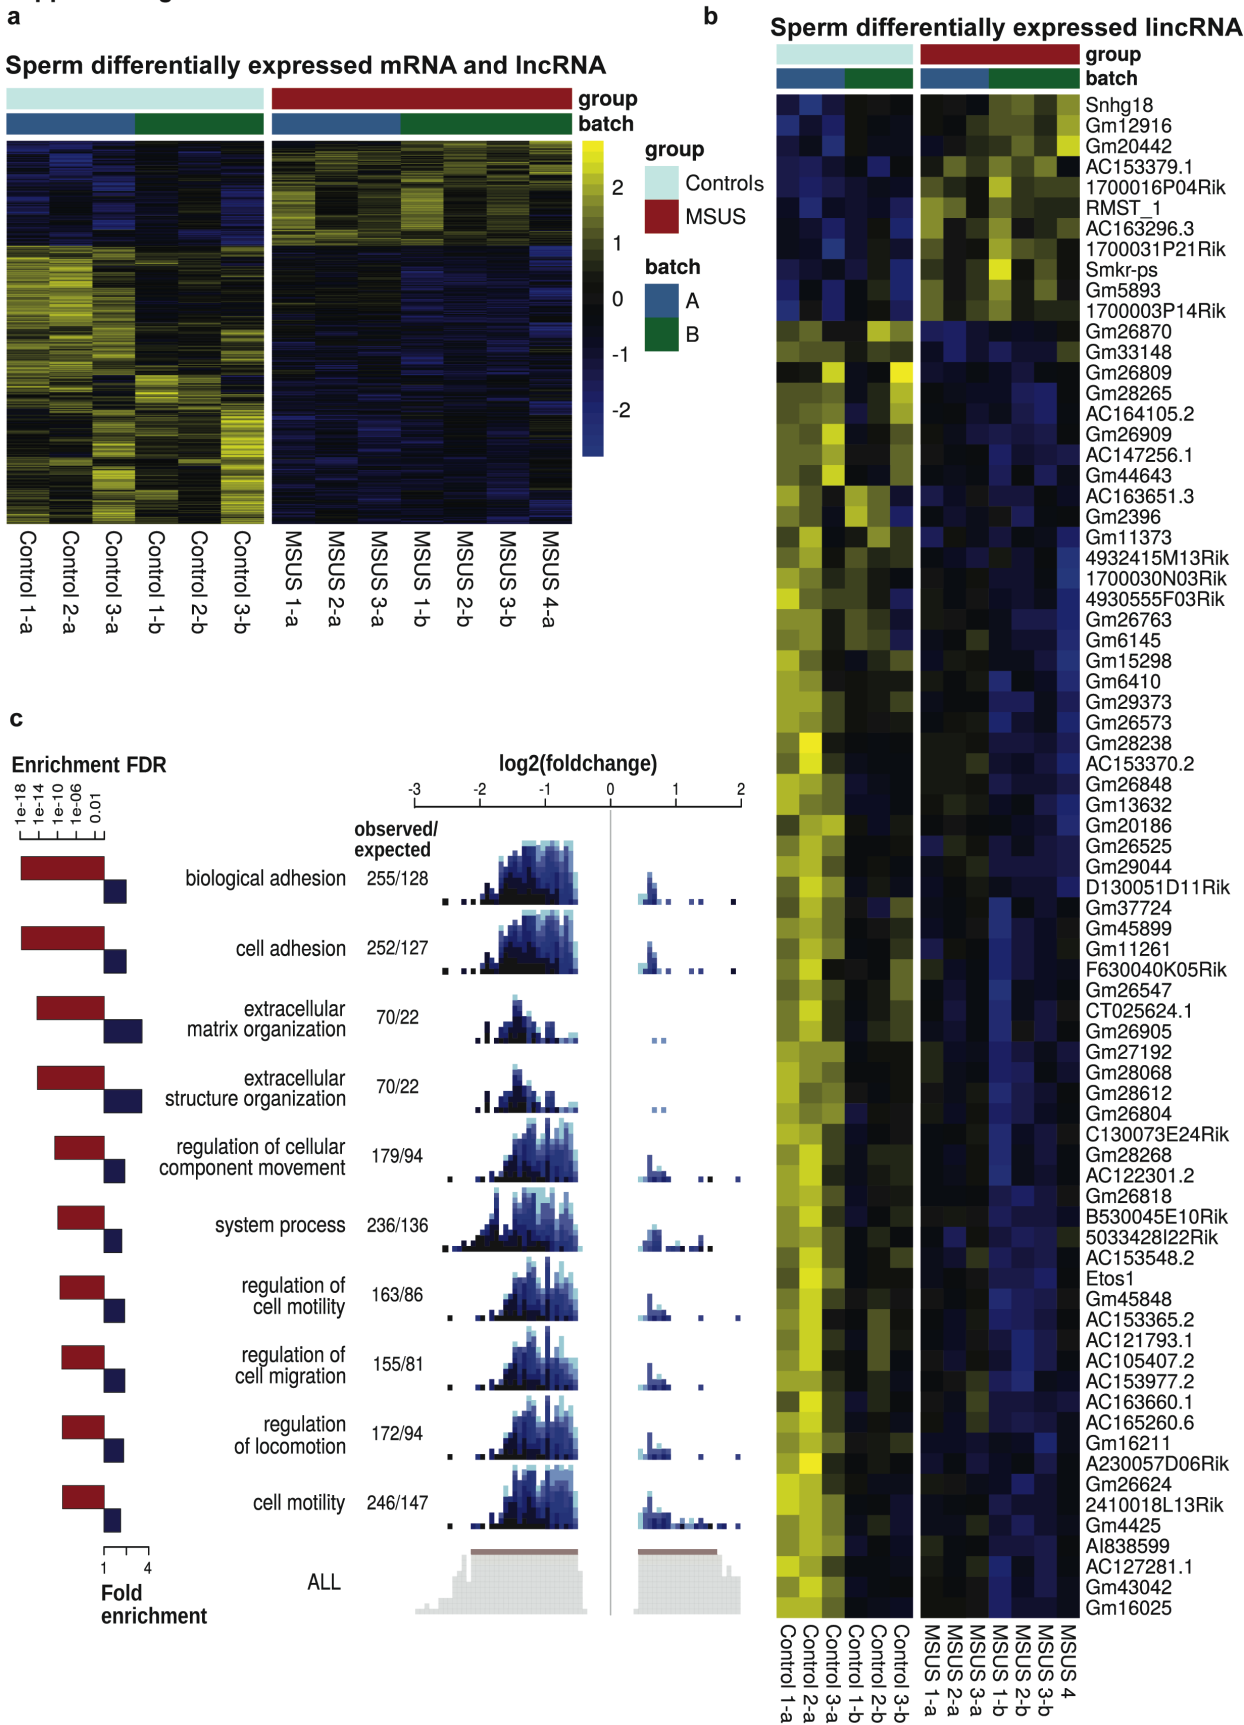 a
Sperm differentially expressed mRNA and lncRNA
group
batch
2
1
0
-1
-2
group
Controls
MSUS
batch
A
B
Control 1-a
Control 2-a
Control 3-a
Control 1-b
Control 2-b
Control 3-b
MSUS 1-a
MSUS 2-a
MSUS 3-a
MSUS 1-b
MSUS 2-b
MSUS 3-b
MSUS 4-a
b
Sperm differentially expressed lincRNA
group
batch
Snhg18
Gm12916
Gm20442
AC153379.1
1700016P04Rik
RMST_1
AC163296.3
1700031P21Rik
Smkr-ps
Gm5893
1700003P14Rik
Gm26870
Gm33148
Gm26809
Gm28265
AC164105.2
Gm26909
AC147256.1
Gm44643
AC163651.3
Gm2396
Gm11373
4932415M13Rik
1700030N03Rik
4930555F03Rik
Gm26763
Gm6145
Gm15298
Gm6410
Gm29373
Gm26573
Gm28238
AC153370.2
Gm26848
Gm13632
Gm20186
Gm26525
Gm29044
D130051D11Rik
Gm37724
Gm45899
Gm11261
F630040K05Rik
Gm26547
CT025624.1
Gm26905
Gm27192
Gm28068
Gm28612
Gm26804
C130073E24Rik
Gm28268
AC122301.2
Gm26818
B530045E10Rik
5033428I22Rik
AC153548.2
Etos1
Gm45848
AC153365.2
AC121793.1
AC105407.2
AC153977.2
AC163660.1
AC165260.6
Gm16211
A230057D06Rik
Gm26624
2410018L13Rik
Gm4425
AI838599
AC127281.1
Gm43042
Gm16025
Control 1-a
Control 2-a
Control 3-a
Control 1-b
Control 2-b
Control 3-b
MSUS 1-a
MSUS 2-a
MSUS 3-a
MSUS 1-b
MSUS 2-b
MSUS 3-b
MSUS 4
c
Enrichment FDR
1e-18
1e-14
1e-10
1e-06
0.01
log2(foldchange)
-3 -2 -1 0 1 2
observed/
expected
biological adhesion 255/128
cell adhesion 252/127
extracellular
matrix organization 70/22
extracellular
structure organization 70/22
regulation of cellular
component movement 179/94
system process 236/136
regulation of
cell motility 163/86
regulation of
cell migration 155/81
regulation
of locomotion 172/94
cell motility 246/147
ALL
1 4
Fold
enrichment